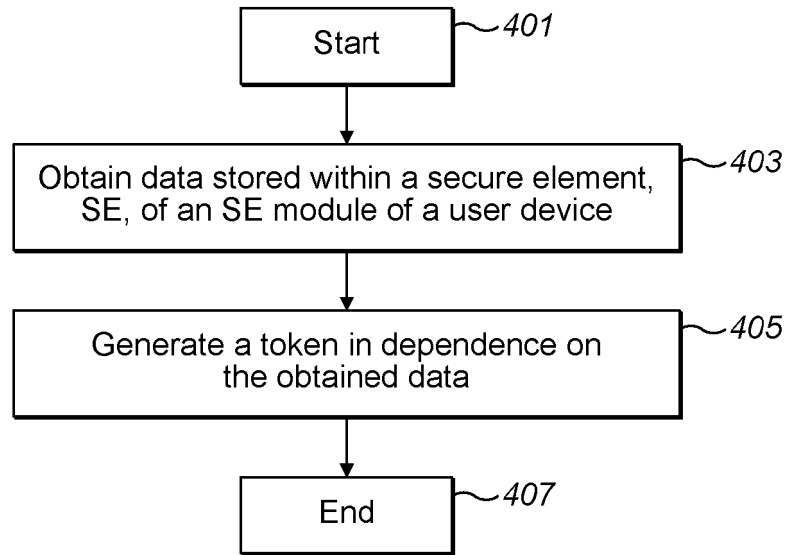 Start
401
Obtain data stored within a secure element,
SE, of an SE module of a user device
403
Generate a token in dependence on
the obtained data
405
End
407